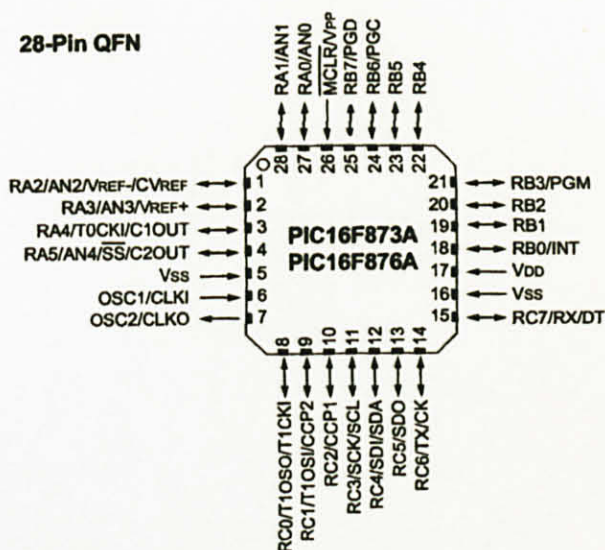 28-Pin QFN
RA1/AN1
RA0/AN0
MCLR/VPP
RB7/PGD
RB6/PGC
RB5
RB4
28
27
26
25
24
23
22
RA2/AN2/VREF-/CVREF
1
RA3/AN3/VREF+
2
RA4/T0CKI/C1OUT
3
RA5/AN4/SS/C2OUT
4
VSS
5
OSC1/CLKI
6
OSC2/CLKO
7
PIC16F873A
PIC16F876A
21
RB3/PGM
20
RB2
19
RB1
18
RB0/INT
17
VDD
16
VSS
15
RC7/RX/DT
8
9
10
11
12
13
14
RC0/T1OSO/T1CKI
RC1/T1OSI/CCP2
RC2/CCP1
RC3/SCK/SCL
RC4/SDI/SDA
RC5/SDO
RC6/TX/CK